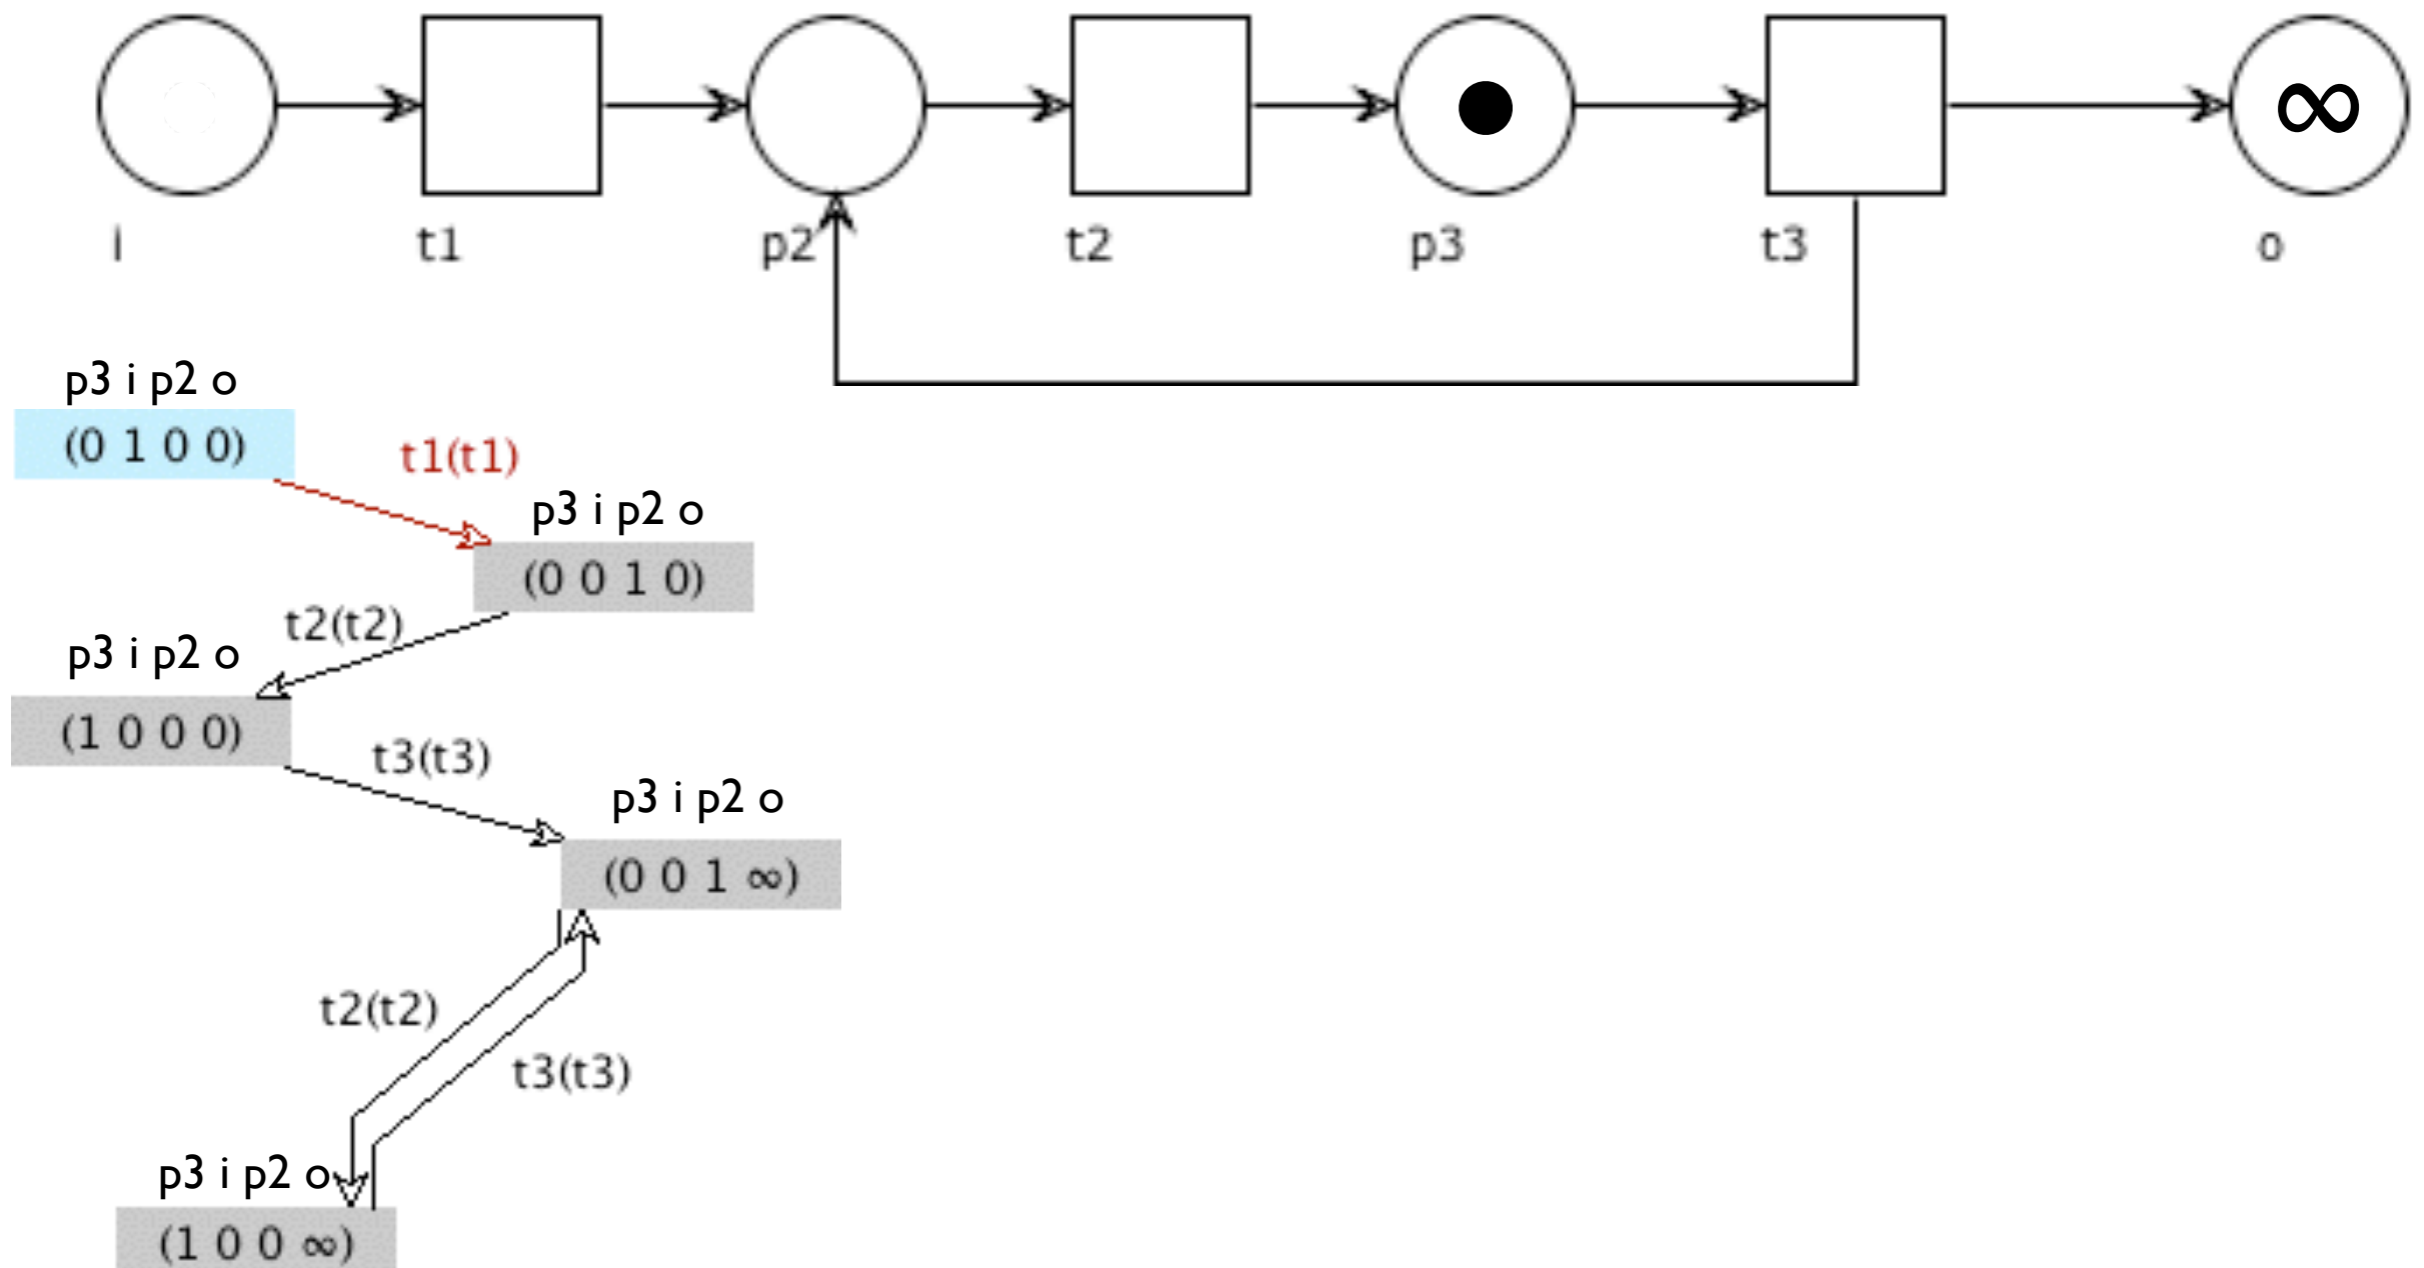 ∞
i t1 p2 t2 p3 t3 o
p3 i p2 o
(0 1 0 0)
t1(t1)
p3 i p2 o
(0 0 1 0)
t2(t2)
p3 i p2 o
(1 0 0 0)
t3(t3)
p3 i p2 o
(0 0 1 ∞)
t2(t2)
t3(t3)
p3 i p2 o
(1 0 0 ∞)